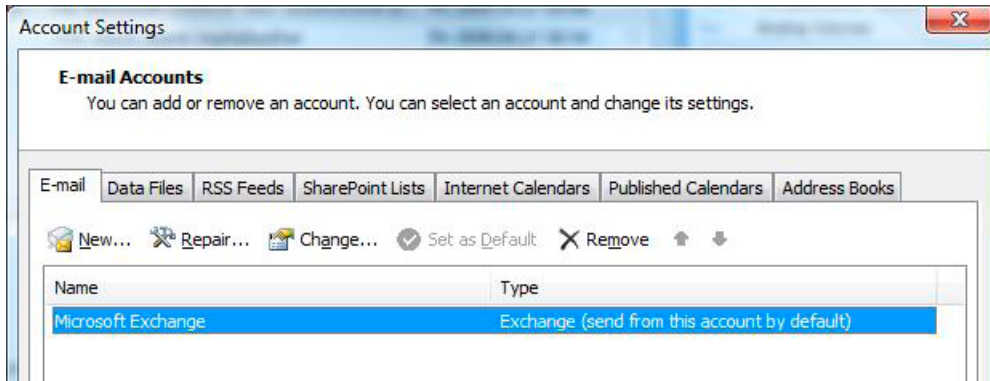 Account Settings
E-mail Accounts
You can add or remove an account. You can select an account and change its settings.
E-mail Data Files RSS Feeds SharePoint Lists Internet Calendars Published Calendars Address Books
New... Repair... Change... Set as Default Remove
Name Type
Microsoft Exchange Exchange (send from this account by default)